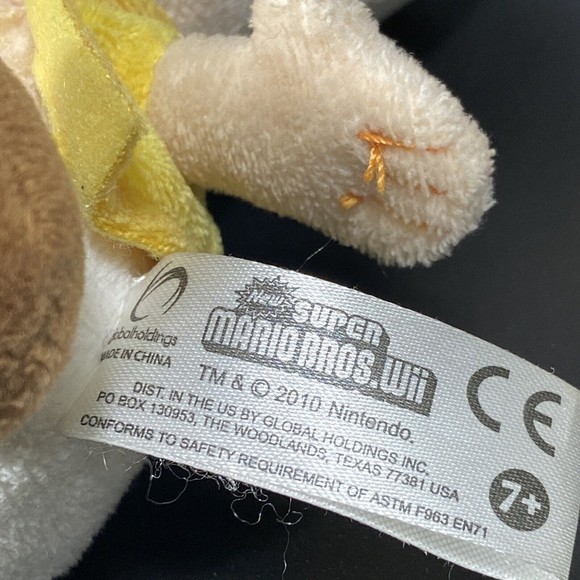 globalholdings
MADE IN CHINA
New SUPER
MARIO BROS. Wii
TM & © 2010 Nintendo.
DIST. IN THE US BY GLOBAL HOLDINGS INC.
PO BOX 130953, THE WOODLANDS, TEXAS 77381 USA
CONFORMS TO SAFETY REQUIREMENT OF ASTM F963 EN71
CE
7+